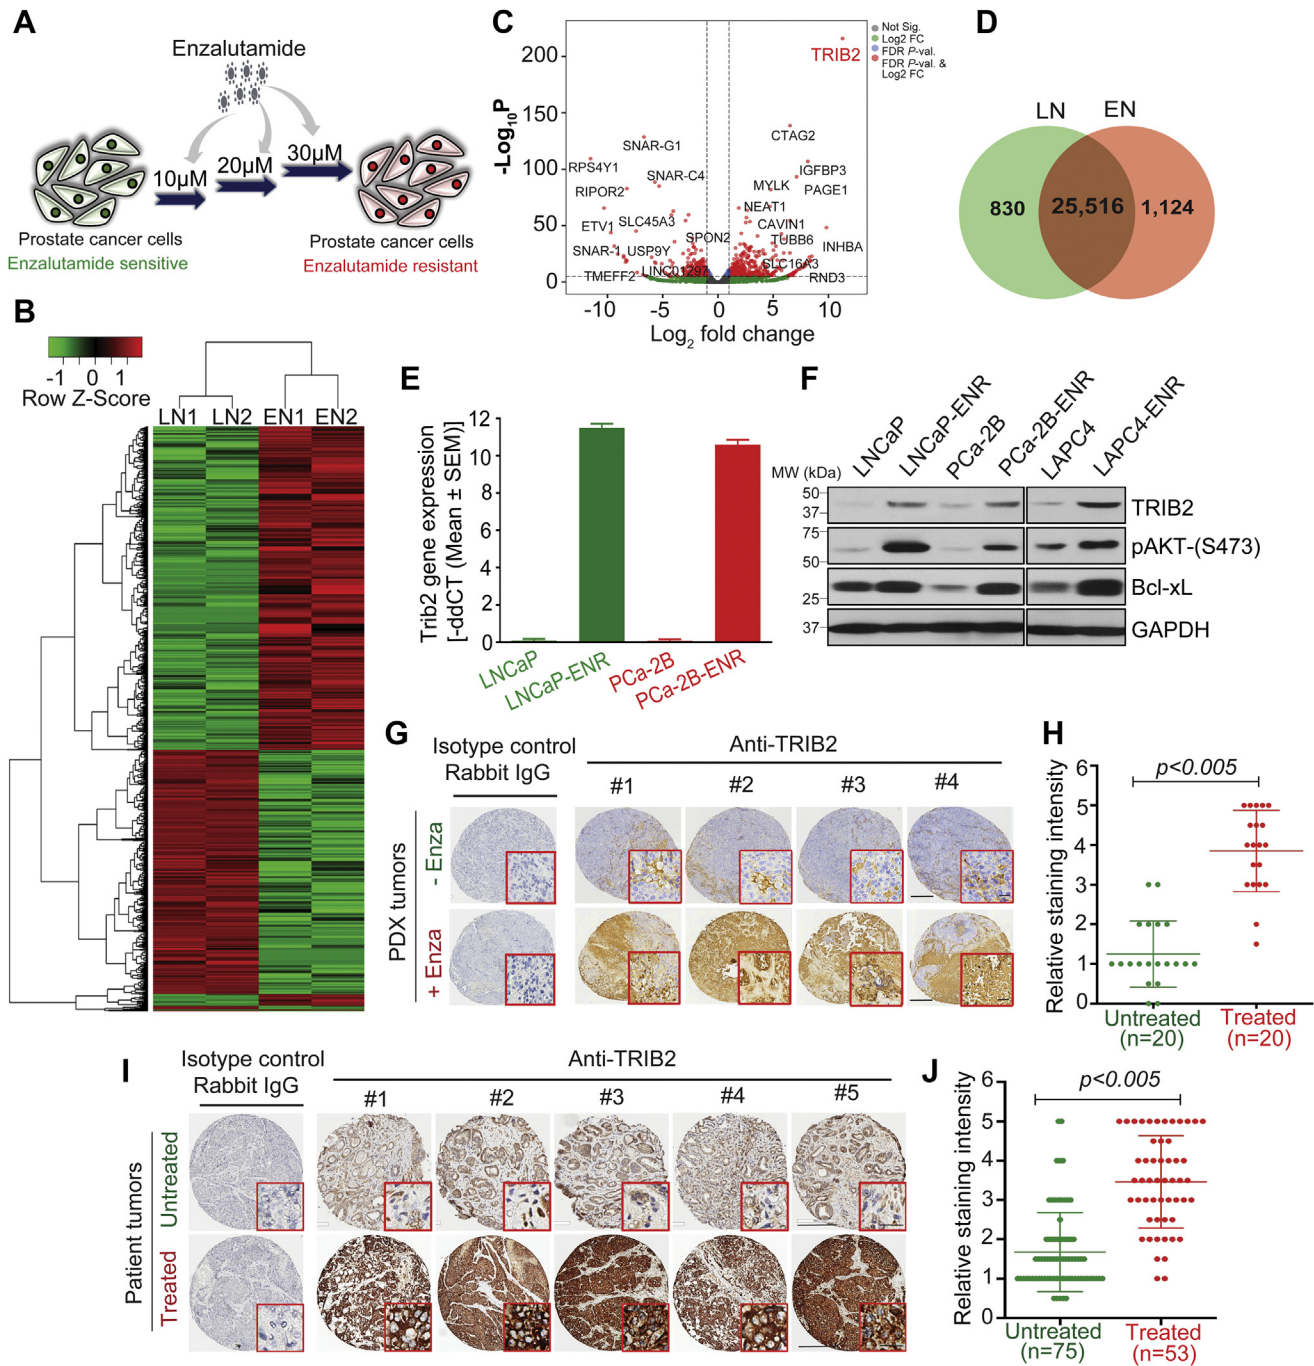 A
Enzalutamide
10µM
20µM
30µM
Prostate cancer cells
Enzalutamide sensitive
Prostate cancer cells
Enzalutamide resistant
B
-1 0 1
Row Z-Score
LN1 LN2 EN1 EN2
C
-Log10P
200
150
100
50
0
-10 -5 0 5 10
Log2 fold change
Not Sig.
Log2 FC
FDR P-val.
FDR P-val. &
Log2 FC
TRIB2
CTAG2
SNAR-G1
RPS4Y1
IGFBP3
SNAR-C4
MYLK
PAGE1
RIPOR2
NEAT1
ETV1
SLC45A3
CAVIN1
SPON2
TUBB6
INHBA
SNAR-1
USP9Y
SLC16A3
TMEFF2
LINC01297
RND3
D
LN EN
830 25,516 1,124
E
Trib2 gene expression
[-ddCT (Mean ± SEM)]
12
10
8
6
4
2
0
LNCaP
LNCaP-ENR
PCa-2B
PCa-2B-ENR
F
MW (kDa)
LNCaP
LNCaP-ENR
PCa-2B
PCa-2B-ENR
LAPC4
LAPC4-ENR
50
37
TRIB2
75
50
pAKT-(S473)
25
Bcl-xL
37
GAPDH
G
Isotype control
Rabbit IgG
Anti-TRIB2
#1 #2 #3 #4
PDX tumors
- Enza
+ Enza
H
Relative staining intensity
6
5
4
3
2
1
0
p<0.005
Untreated
(n=20)
Treated
(n=20)
I
Isotype control
Rabbit IgG
Anti-TRIB2
#1 #2 #3 #4 #5
Patient tumors
Untreated
Treated
J
Relative staining intensity
6
5
4
3
2
1
0
p<0.005
Untreated
(n=75)
Treated
(n=53)